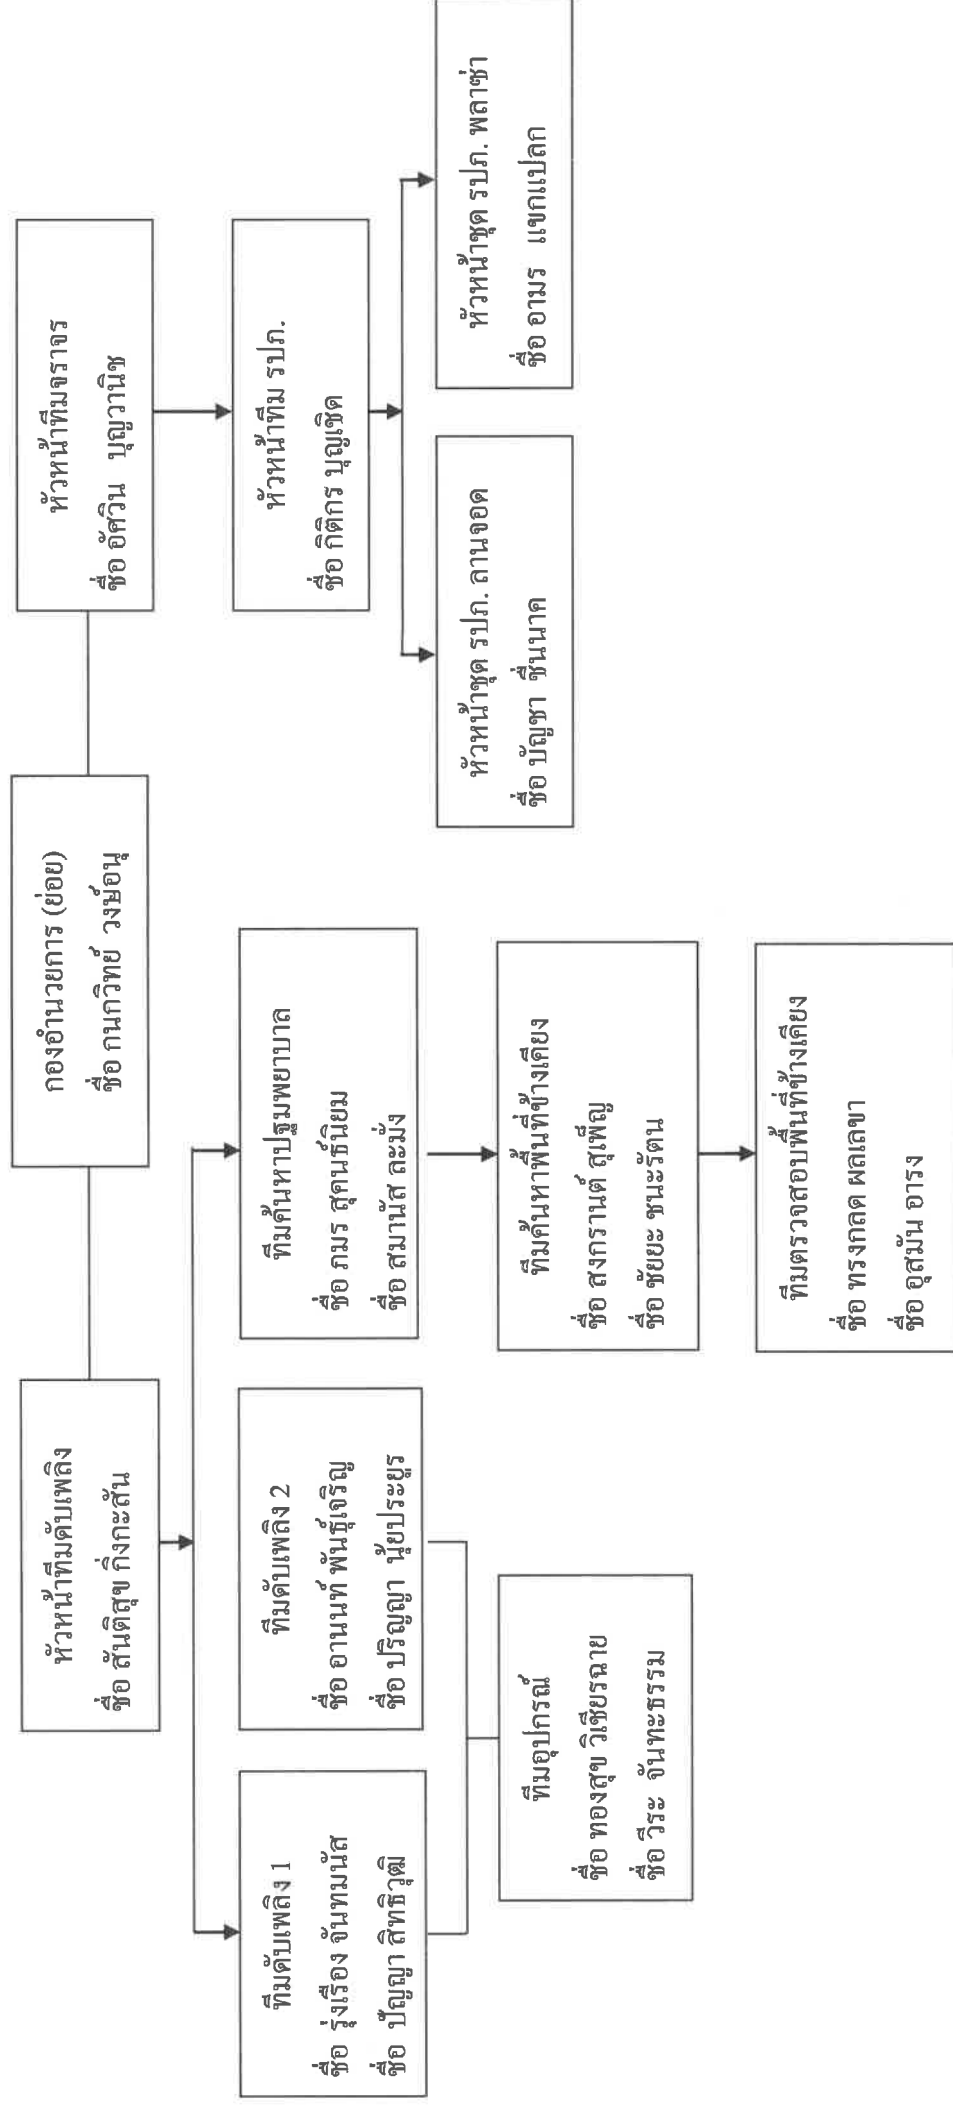 กองอำนวยการ (ย่อย)
ชื่อ กนกวิทย์ วงษ์อนุ
หัวหน้าทีมดับเพลิง
ชื่อ สันติสุข กิ่งกะสัน
หัวหน้าทีมจราจร
ชื่อ อัศวิน บุญวานิช
ทีมดับเพลิง 1
ชื่อ รุ่งเรือง จันทมนัส
ชื่อ ปัญญา สิทธิวุฒิ
ทีมดับเพลิง 2
ชื่อ อานนท์ พันธุ์เจริญ
ชื่อ ปริญญา นุ้ยประยูร
ทีมค้นหาปฐมพยาบาล
ชื่อ ภมร สุคนธ์นิยม
ชื่อ สมานัส ละมั่ง
หัวหน้าทีม รปภ.
ชื่อ กิติกร บุญเชิด
ทีมอุปกรณ์
ชื่อ ทองสุข วิเชียรฉาย
ชื่อ วีระ จันทะธรรม
ทีมค้นหาพื้นที่ข้างเคียง
ชื่อ สงกรานต์ สุเพ็ญ
ชื่อ ชัยยะ ชนะรัตน
หัวหน้าชุด รปภ. ลานจอด
ชื่อ บัญชา ชื่นนาค
หัวหน้าชุด รปภ. พลาซ่า
ชื่อ อามร แขกแปลก
ทีมตรวจสอบพื้นที่ข้างเคียง
ชื่อ ทรงกลด ผลเลขา
ชื่อ อุสมัน อารง